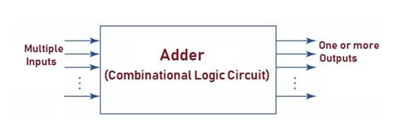 Multiple
Inputs
Adder
(Combinational Logic Circuit)
One or more
Outputs